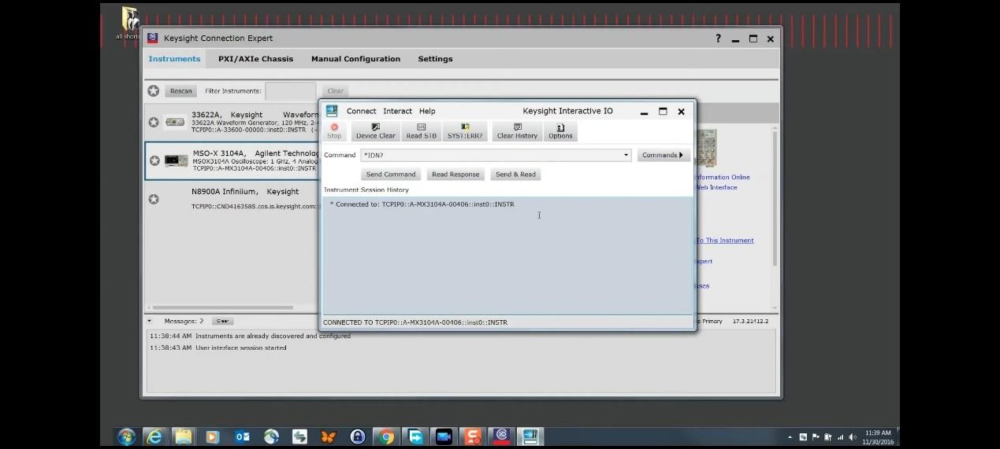 all short
Keysight Connection Expert
?
Instruments PXI/AXIe Chassis Manual Configuration Settings
Rescan Filter Instruments: Clear
33622A, Keysight Waveform
33622A Waveform Generator, 120 MHz, 2-
TCPIP0::A-33600-00000::inst0::INSTR
MSO-X 3104A, Agilent Technolog
MSOX3104A Oscilloscope: 1 GHz, 4 Analog
TCPIP0::A-MX3104A-00406::inst0::INSTR
N8900A Infiniium, Keysight
TCPIP0::CND416358S.cos.is.keysight.com::
Connect Interact Help Keysight Interactive IO
Stop Device Clear Read STB SYST:ERR? Clear History Options
Command *IDN? Commands
Send Command Read Response Send & Read
Instrument Session History
* Connected to: TCPIP0::A-MX3104A-00406::inst0::INSTR
CONNECTED TO TCPIP0::A-MX3104A-00406::inst0::INSTR
nformation Online
Web Interface
To This Instrument
xpert
ases
Messages: 2 Clear
is Primary 17.3.21412.2
11:38:44 AM Instruments are already discovered and configured
11:38:43 AM User interface session started
11:39 AM
11/30/2016